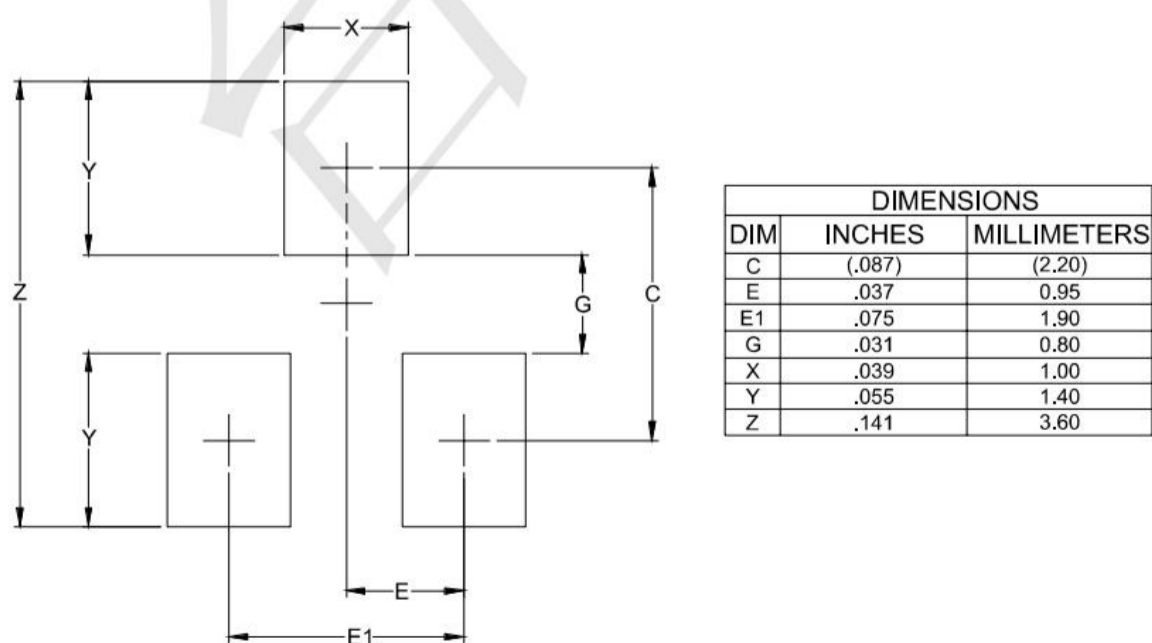 X
Y
Z
G
C
Y
E
E1
DIMENSIONS
DIM INCHES MILLIMETERS
C (.087) (2.20)
E .037 0.95
E1 .075 1.90
G .031 0.80
X .039 1.00
Y .055 1.40
Z .141 3.60